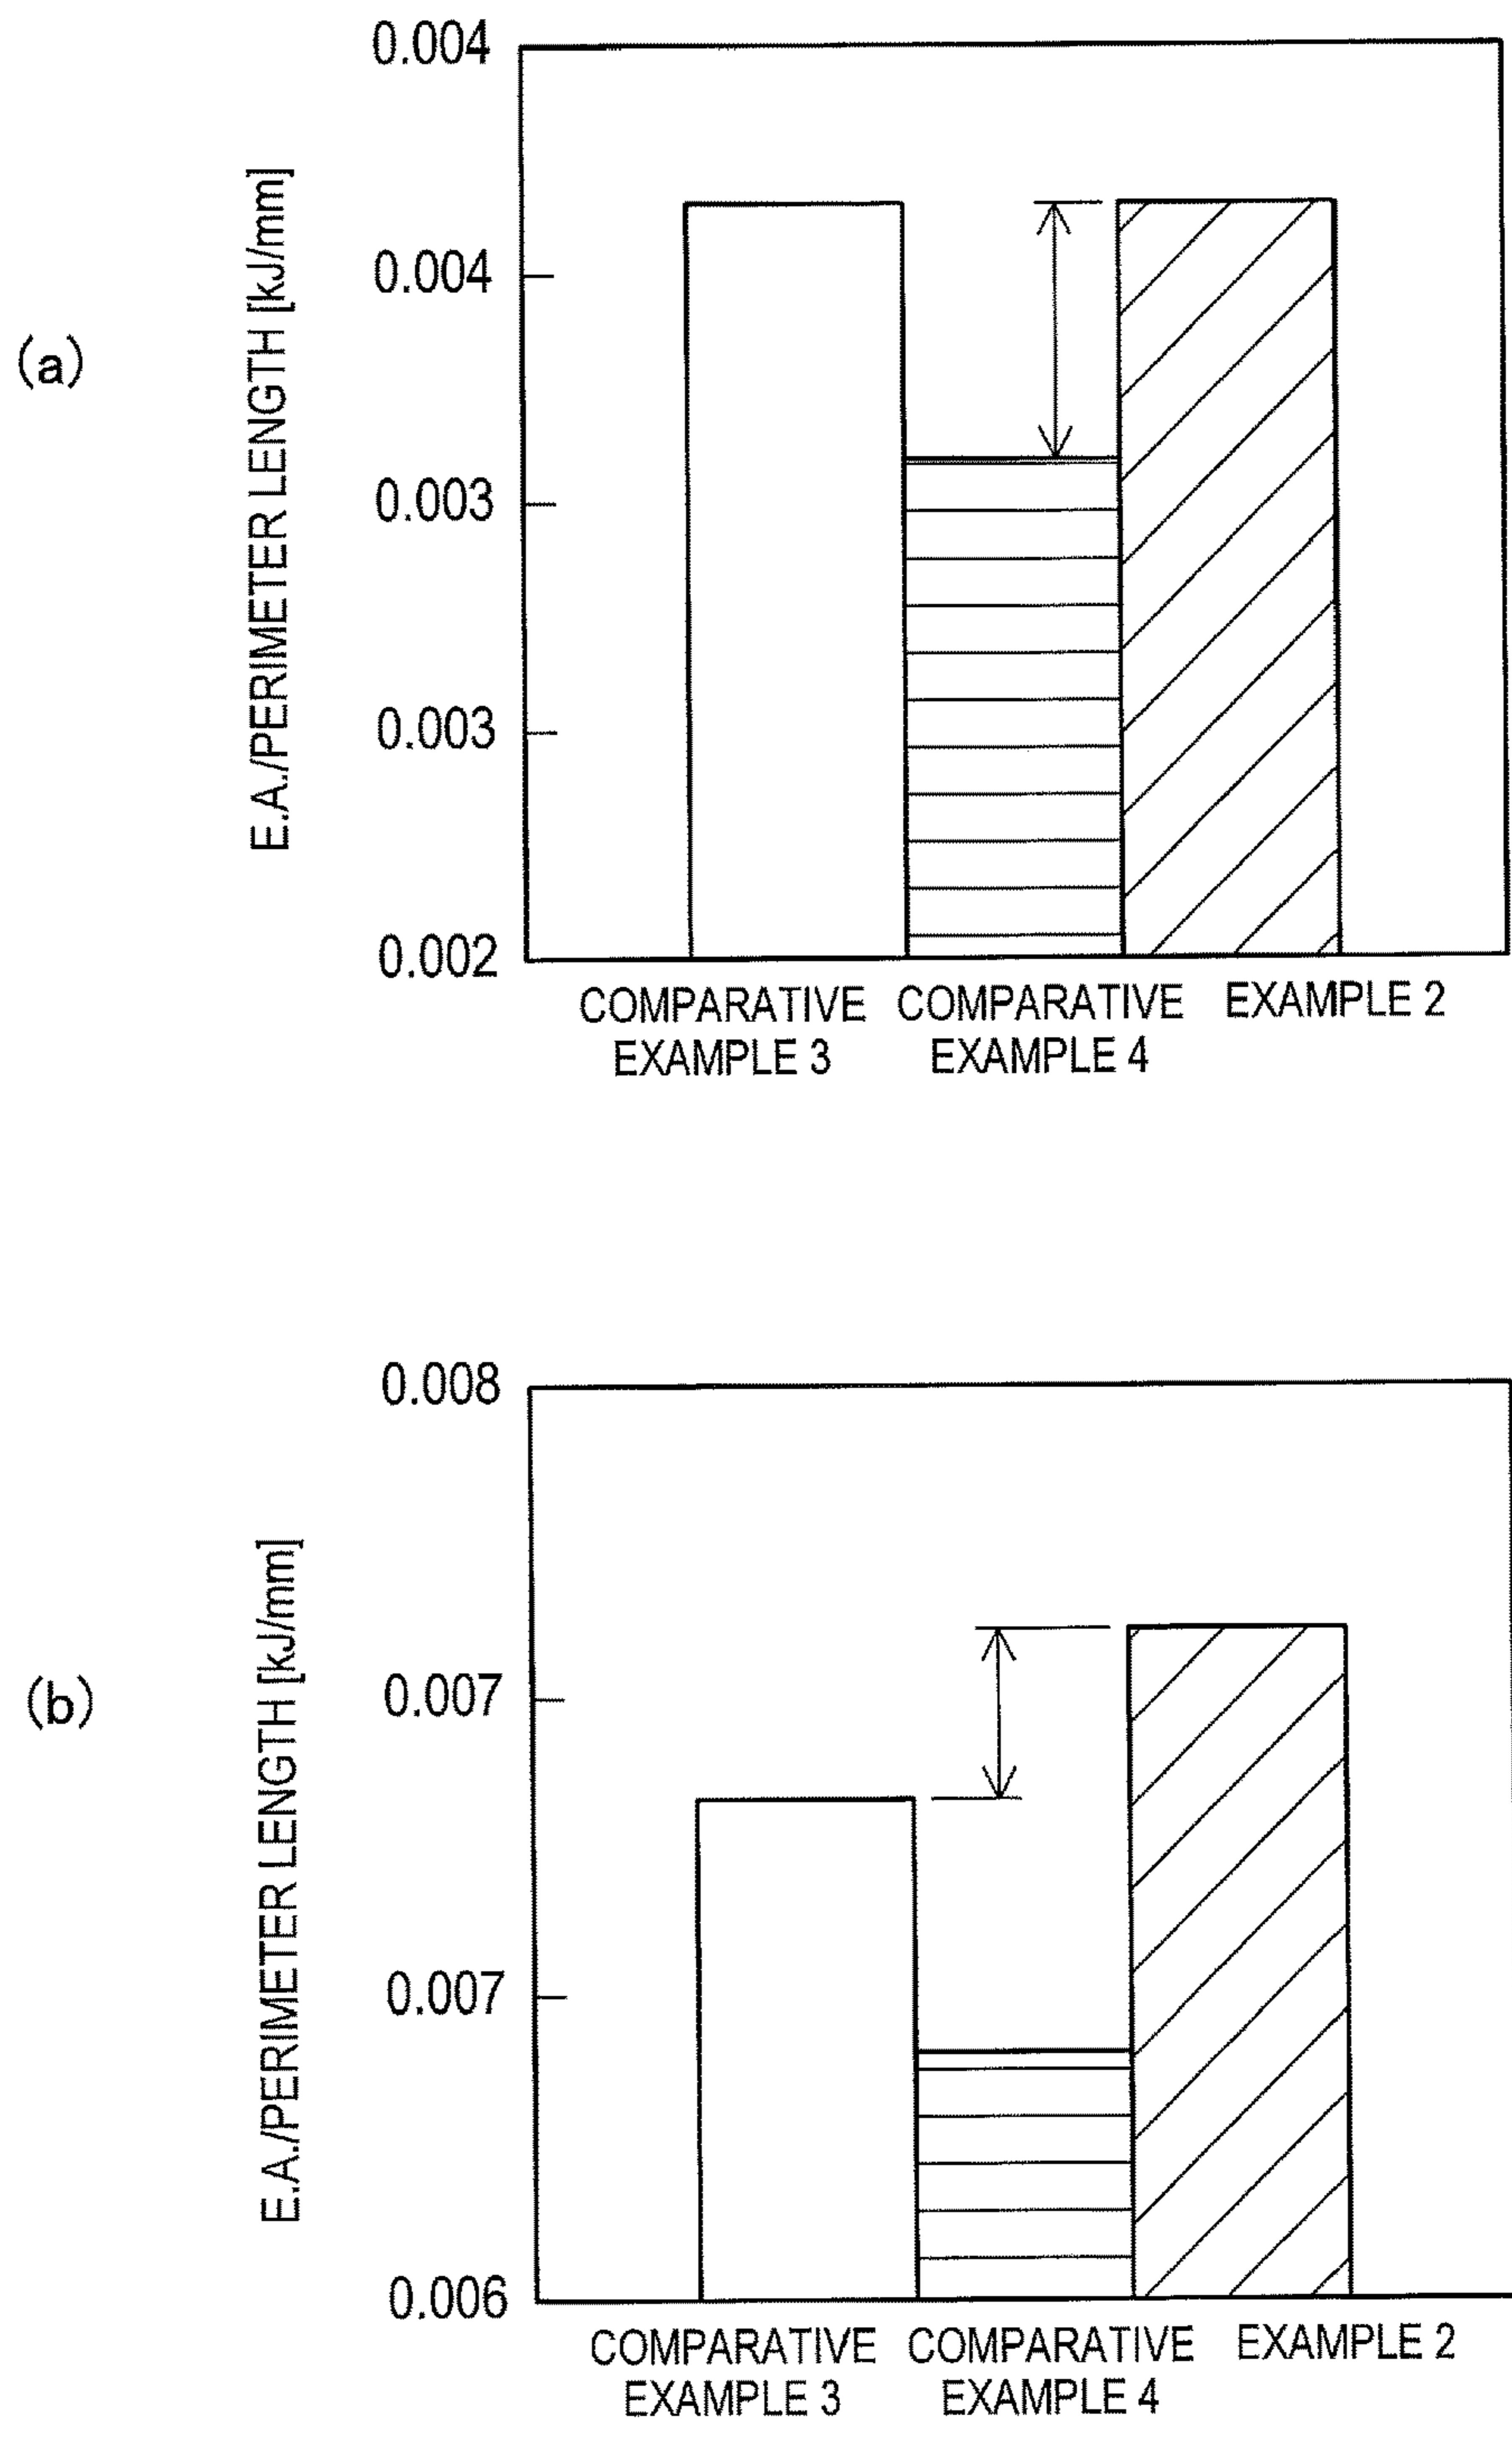 (a)
E.A./PERIMETER LENGTH [kJ/mm]
0.004
0.004
0.003
0.003
0.002
COMPARATIVE EXAMPLE 3
COMPARATIVE EXAMPLE 4
EXAMPLE 2
(b)
E.A./PERIMETER LENGTH [kJ/mm]
0.008
0.007
0.007
0.006
COMPARATIVE EXAMPLE 3
COMPARATIVE EXAMPLE 4
EXAMPLE 2